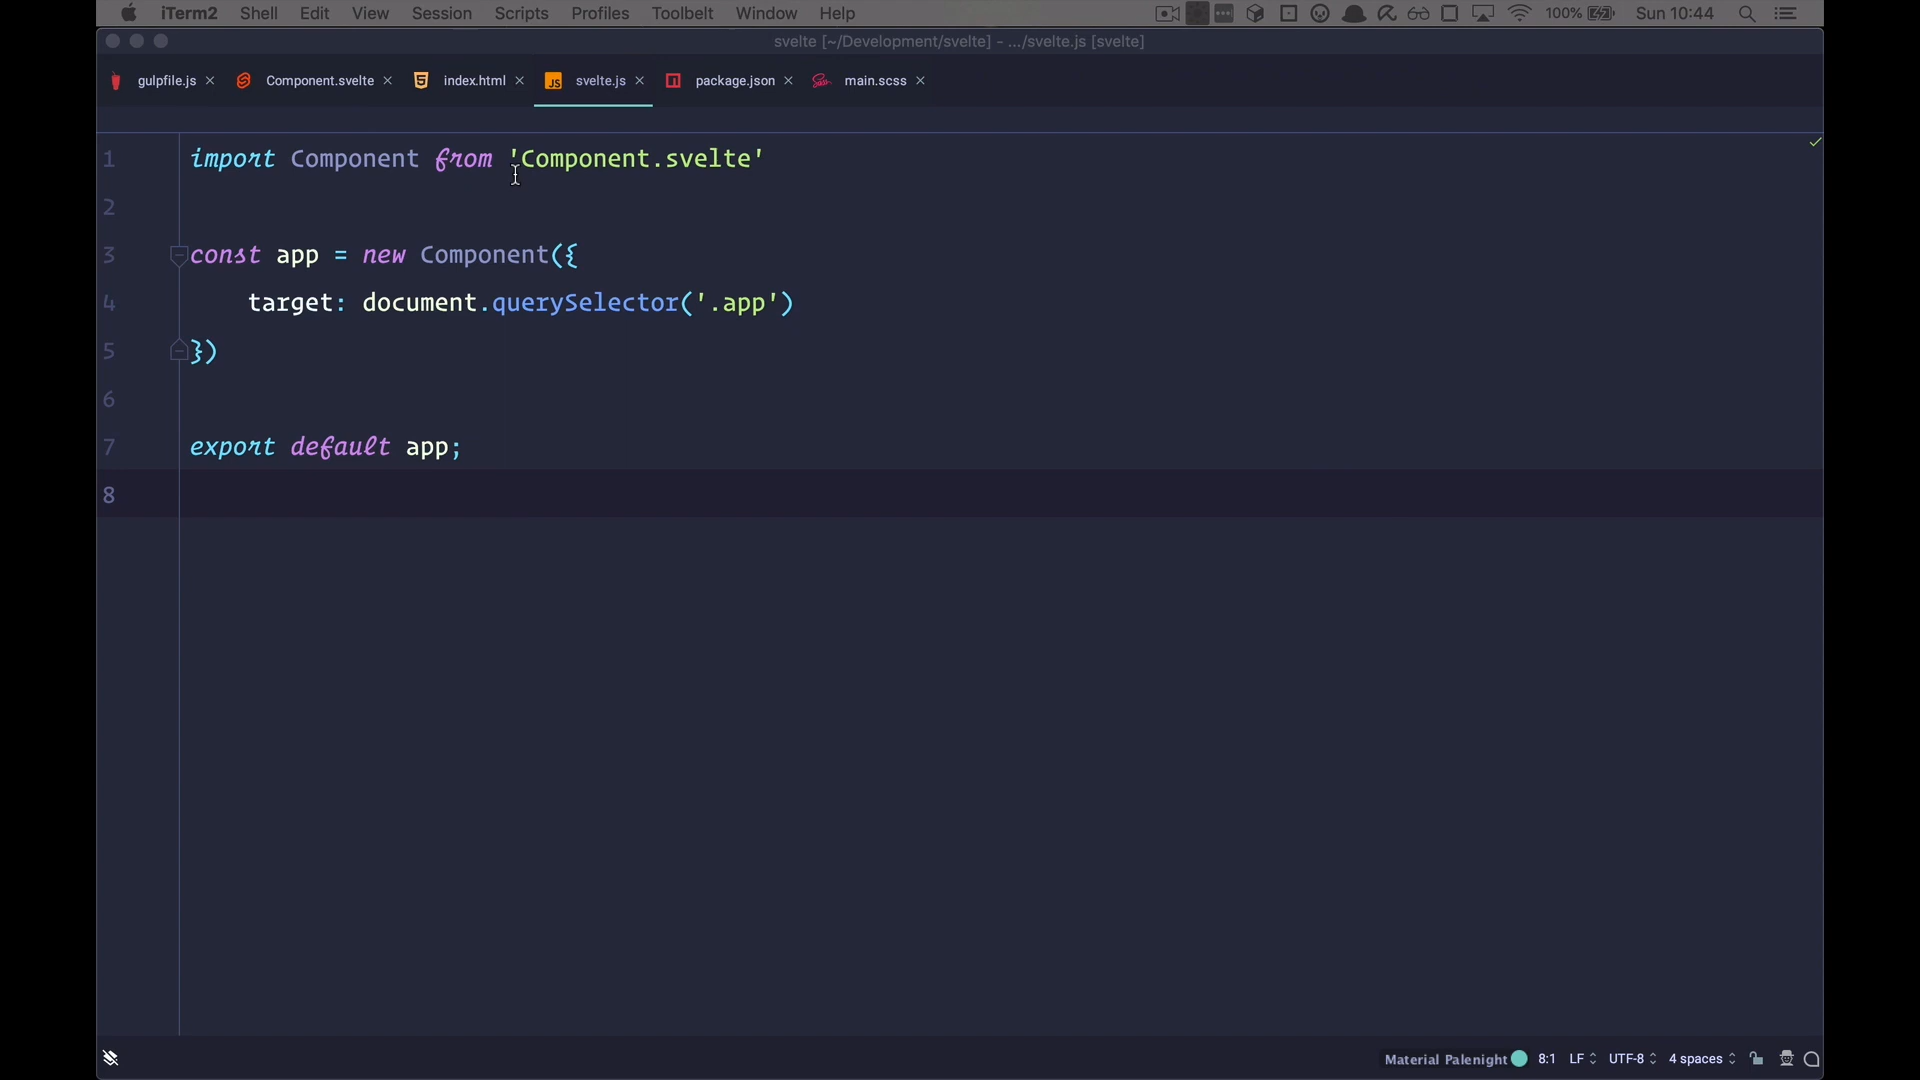 iTerm2 Shell Edit View Session Scripts Profiles Toolbelt Window Help 100% Sun 10:44
svelte [~/Development/svelte] - .../svelte.js [svelte]
gulpfile.js Component.svelte index.html svelte.js package.json main.scss
1 import Component from 'Component.svelte'
2
3 const app = new Component({
4 target: document.querySelector('.app')
5 })
6
7 export default app;
8
Material Palenight 8:1 LF UTF-8 4 spaces